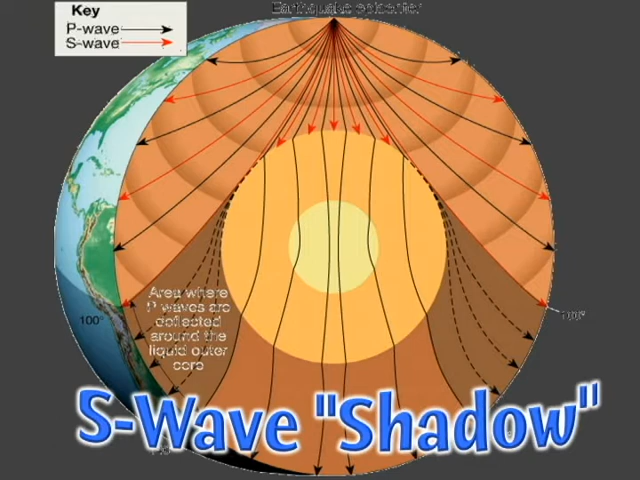 Earthquake epicenter
Key
P-wave
S-wave
100°
100°
Area where
P waves are
deflected
around the
liquid outer
core
S-Wave "Shadow"